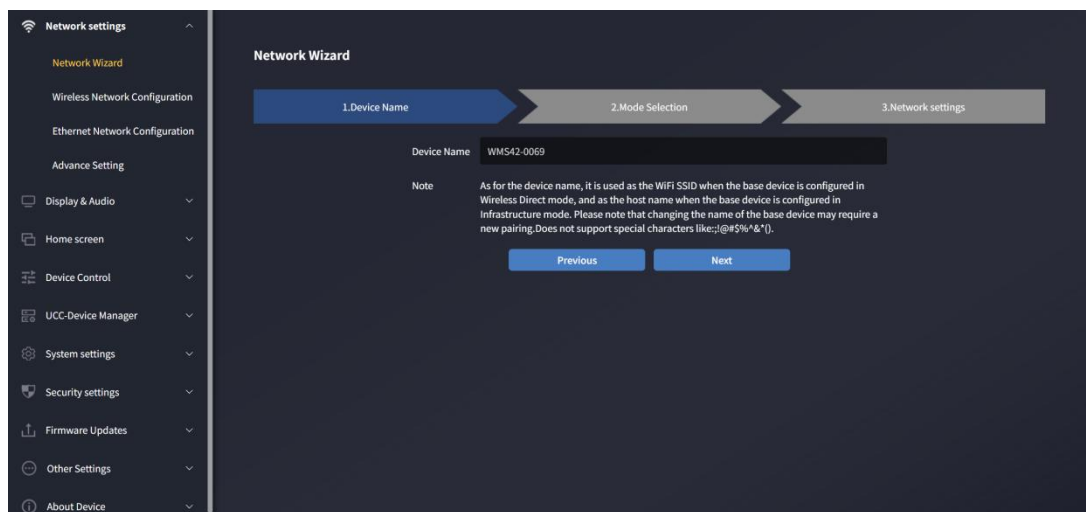 Network settings
Network Wizard
Wireless Network Configuration
Ethernet Network Configuration
Advance Setting
Display & Audio
Home screen
Device Control
UCC-Device Manager
System settings
Security settings
Firmware Updates
Other Settings
About Device
Network Wizard
1.Device Name
2.Mode Selection
3.Network settings
Device Name WMS42-0069
Note As for the device name, it is used as the WiFi SSID when the base device is configured in
Wireless Direct mode, and as the host name when the base device is configured in
Infrastructure mode. Please note that changing the name of the base device may require a
new pairing.Does not support special characters like:;!@#$%^&*().
Previous Next